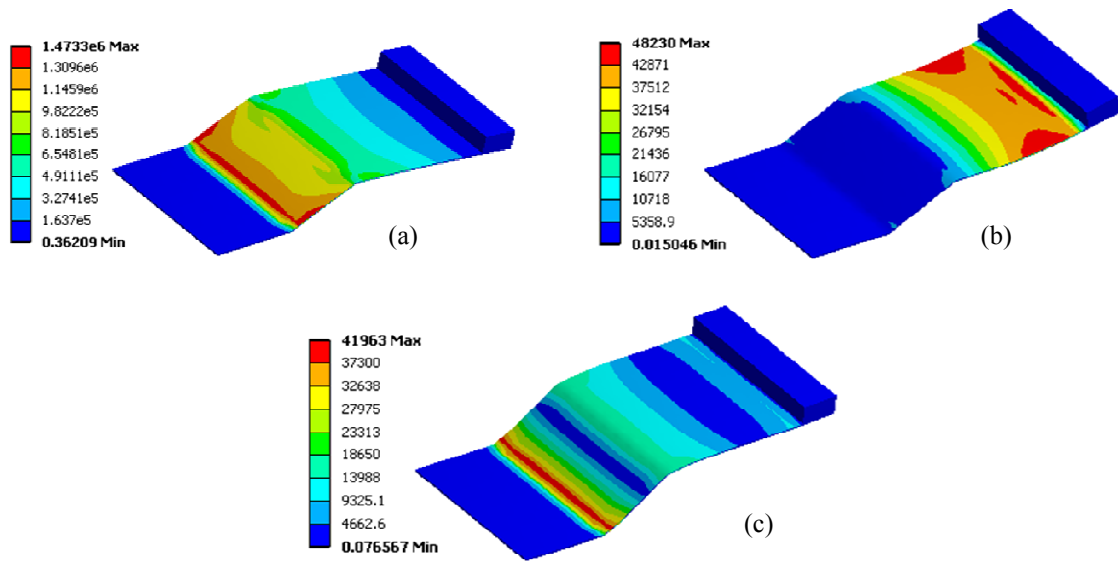 1.4733e6 Max
1.3096e6
1.1459e6
9.8222e5
8.1851e5
6.5481e5
4.9111e5
3.2741e5
1.637e5
0.36209 Min
(a)
48230 Max
42871
37512
32154
26795
21436
16077
10718
5358.9
0.015046 Min
(b)
41963 Max
37300
32638
27975
23313
18650
13988
9325.1
4662.6
0.076567 Min
(c)